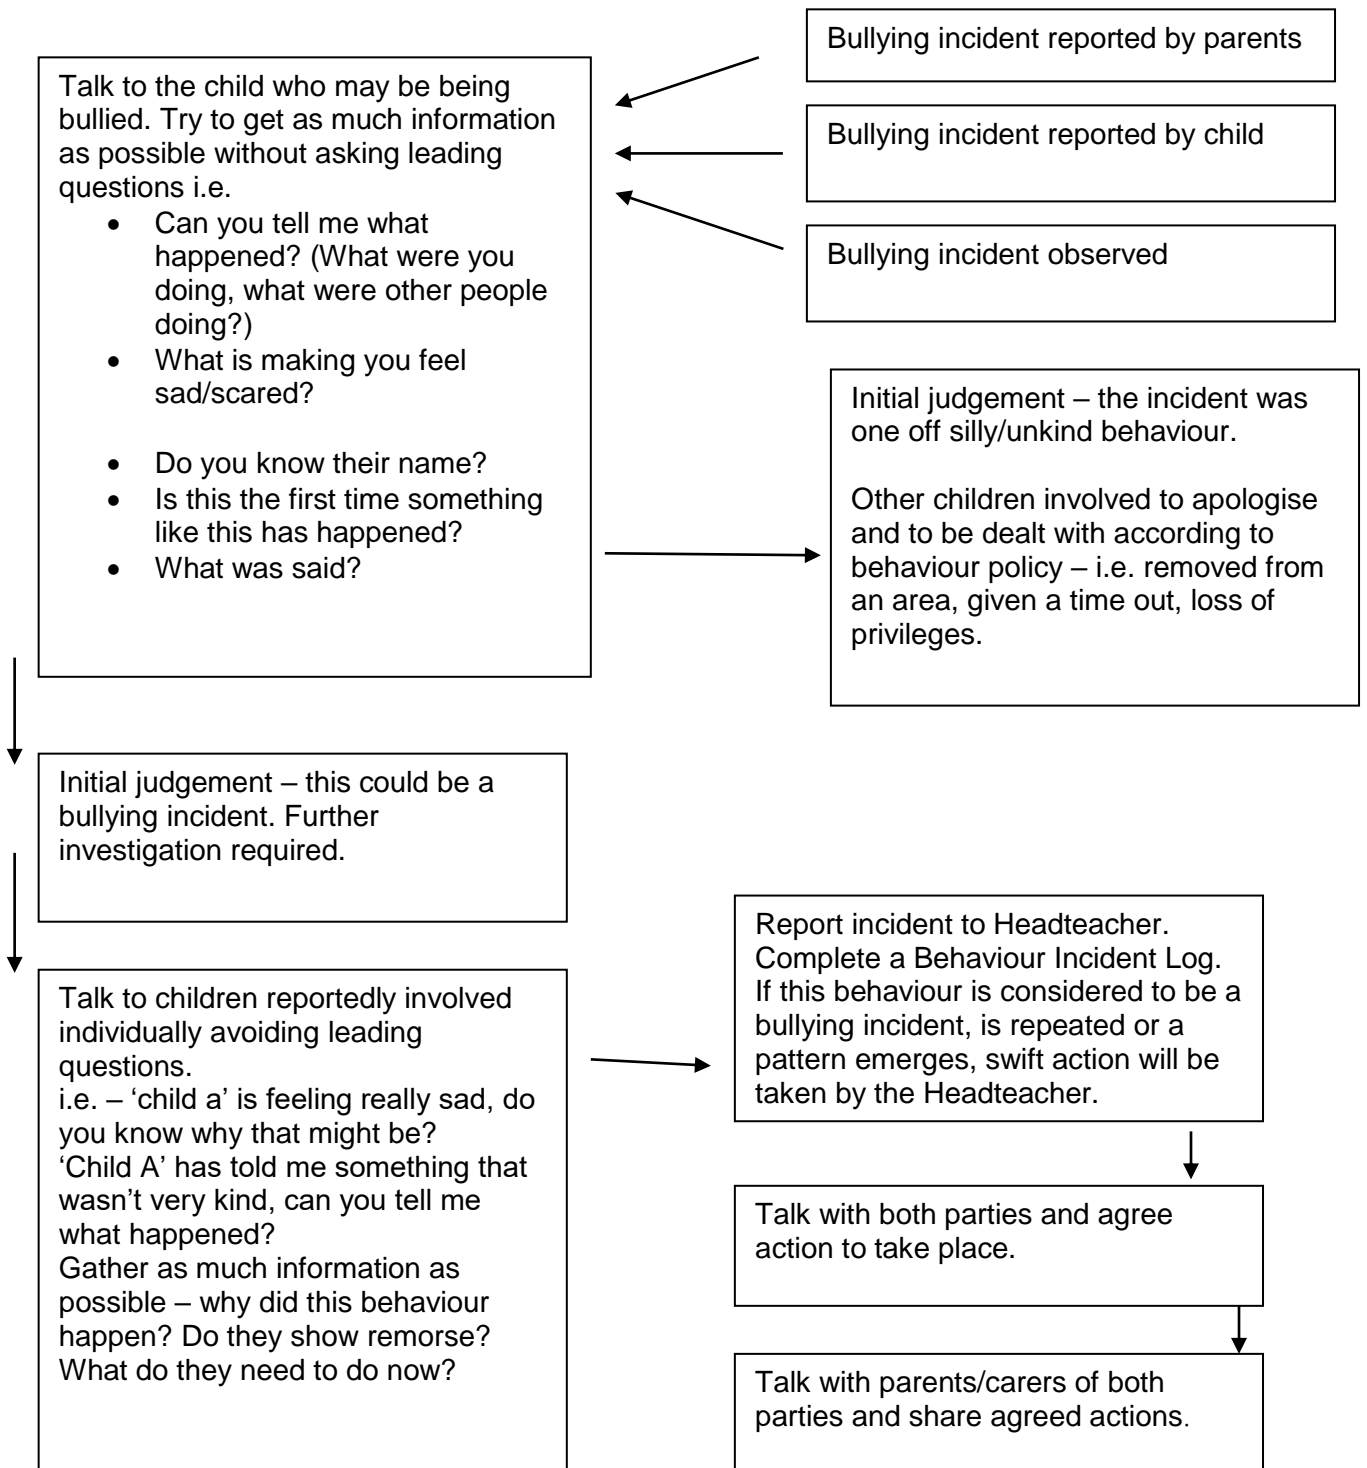 Bullying incident reported by parents
Bullying incident reported by child
Bullying incident observed
Talk to the child who may be being
bullied. Try to get as much information
as possible without asking leading
questions i.e.
• Can you tell me what
happened? (What were you
doing, what were other people
doing?)
• What is making you feel
sad/scared?
• Do you know their name?
• Is this the first time something
like this has happened?
• What was said?
Initial judgement – the incident was
one off silly/unkind behaviour.
Other children involved to apologise
and to be dealt with according to
behaviour policy – i.e. removed from
an area, given a time out, loss of
privileges.
Initial judgement – this could be a
bullying incident. Further
investigation required.
Talk to children reportedly involved
individually avoiding leading
questions.
i.e. – ‘child a’ is feeling really sad, do
you know why that might be?
‘Child A’ has told me something that
wasn’t very kind, can you tell me
what happened?
Gather as much information as
possible – why did this behaviour
happen? Do they show remorse?
What do they need to do now?
Report incident to Headteacher.
Complete a Behaviour Incident Log.
If this behaviour is considered to be a
bullying incident, is repeated or a
pattern emerges, swift action will be
taken by the Headteacher.
Talk with both parties and agree
action to take place.
Talk with parents/carers of both
parties and share agreed actions.